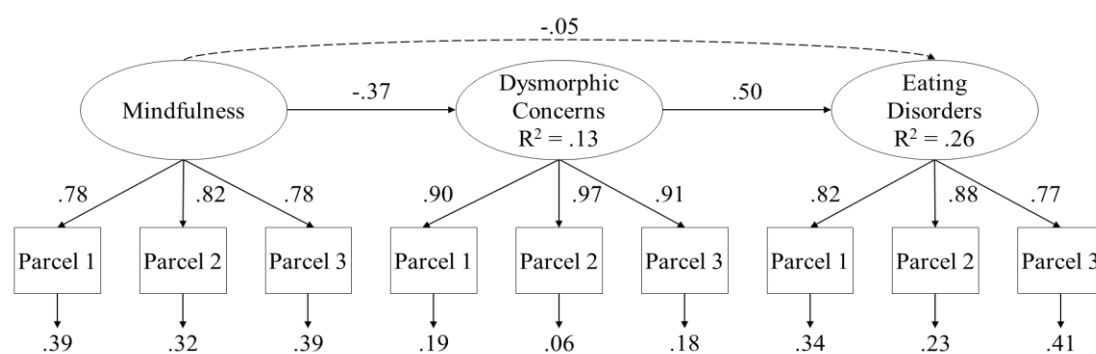 -.05
Mindfulness
-.37
Dysmorphic
Concerns
R² = .13
.50
Eating
Disorders
R² = .26
.78 .82 .78 .90 .97 .91 .82 .88 .77
Parcel 1 Parcel 2 Parcel 3 Parcel 1 Parcel 2 Parcel 3 Parcel 1 Parcel 2 Parcel 3
.39 .32 .39 .19 .06 .18 .34 .23 .41